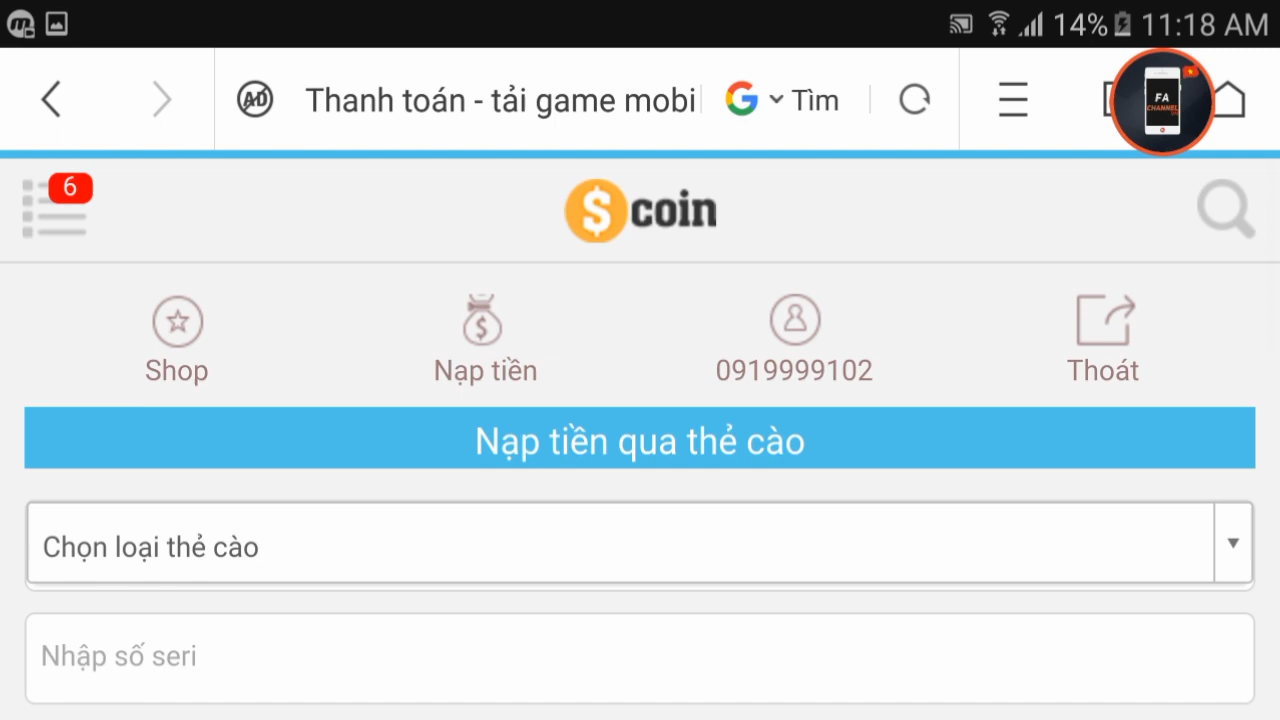 14% 11:18 AM
AD Thanh toán - tải game mobi Tìm
FA
CHANNEL
6
$coin
Shop
Nạp tiền
0919999102
Thoát
Nạp tiền qua thẻ cào
Chọn loại thẻ cào
Nhập số seri